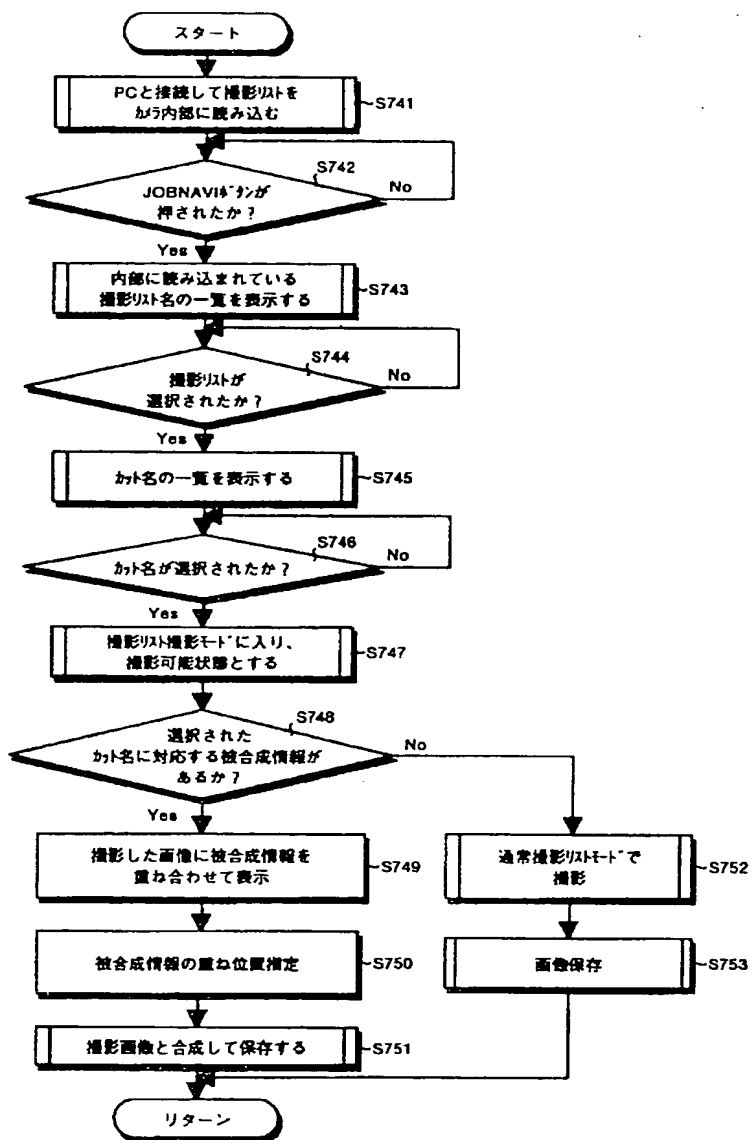 スタート
PCと接続して撮影リストを
カメラ内部に読み込む
S741
S742
JOBNAVIボタンが
押されたか?
No
Yes
内部に読み込まれている
撮影リスト名の一覧を表示する
S743
S744
撮影リストが
選択されたか?
No
Yes
カット名の一覧を表示する
S745
S746
カット名が選択されたか?
No
Yes
撮影リスト撮影モードに入り、
撮影可能状態とする
S747
S748
選択された
カット名に対応する被合成情報が
あるか?
No
Yes
撮影した画像に被合成情報を
重ね合わせて表示
S749
通常撮影リストモードで
撮影
S752
被合成情報の重ね位置指定
S750
画像保存
S753
撮影画像と合成して保存する
S751
リターン